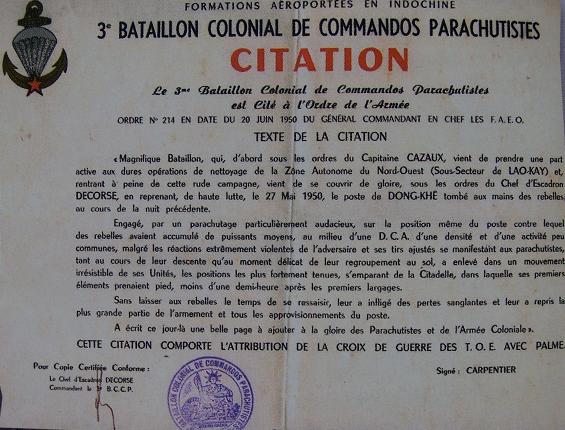 FORMATIONS AÉROPORTÉES EN INDOCHINE
3e BATAILLON COLONIAL DE COMMANDOS PARACHUTISTES
CITATION
Le 3me Bataillon Colonial de Commandos Parachutistes
est Cité à l'Ordre de l'Armée
ORDRE No 214 EN DATE DU 20 JUIN 1950 DU GÉNÉRAL COMMANDANT EN CHEF LES F.A.E.O.
TEXTE DE LA CITATION
« Magnifique Bataillon, qui, d'abord sous les ordres du Capitaine CAZAUX, vient de prendre une part
active aux dures opérations de nettoyage de la Zône Autonome du Nord-Ouest (Sous-Secteur de LAO-KAY) et,
rentrant à peine de cette rude campagne, vient de se couvrir de gloire, sous les ordres du Chef d'Escadron
DECORSE, en reprenant, de haute lutte, le 27 Mai 1950, le poste de DONG-KHÉ tombé aux mains des rebelles
au cours de la nuit précédente.
Engagé, par un parachutage particulièrement audacieux, sur la position même du poste contre lequel
des rebelles avaient accumulé de puissants moyens, au milieu d'une D.C.A. d'une densité et d'une activité peu
communes, malgré les réactions extrêmement violentes de l'adversaire et ses tirs ajustés se manifestant aux parachutistes,
tant au cours de leur descente qu'au moment délicat de leur regroupement au sol, a enlevé dans un mouvement
irrésistible de ses Unités, les positions les plus fortement tenues, s'emparant de la Citadelle, dans laquelle ses premiers
éléments prenaient pied, moins d'une demi-heure après les premiers largages.
Sans laisser aux rebelles le temps de se ressaisir, leur a infligé des pertes sanglantes et leur a repris la
plus grande partie de l'armement et tous les approvisionnements du poste.
A écrit ce jour-là une belle page à ajouter à la gloire des Parachutistes et de l'Armée Coloniale».
CETTE CITATION COMPORTE L'ATTRIBUTION DE LA CROIX DE GUERRE DES T.O.E. AVEC PALME
Pour Copie Certifiée Conforme :
Signé : CARPENTIER
Le Chef d'Escadron DECORSE
Commandant le 3e B.C.C.P.
BATAILLON COLONIAL DE COMMANDOS PARACHUTISTES